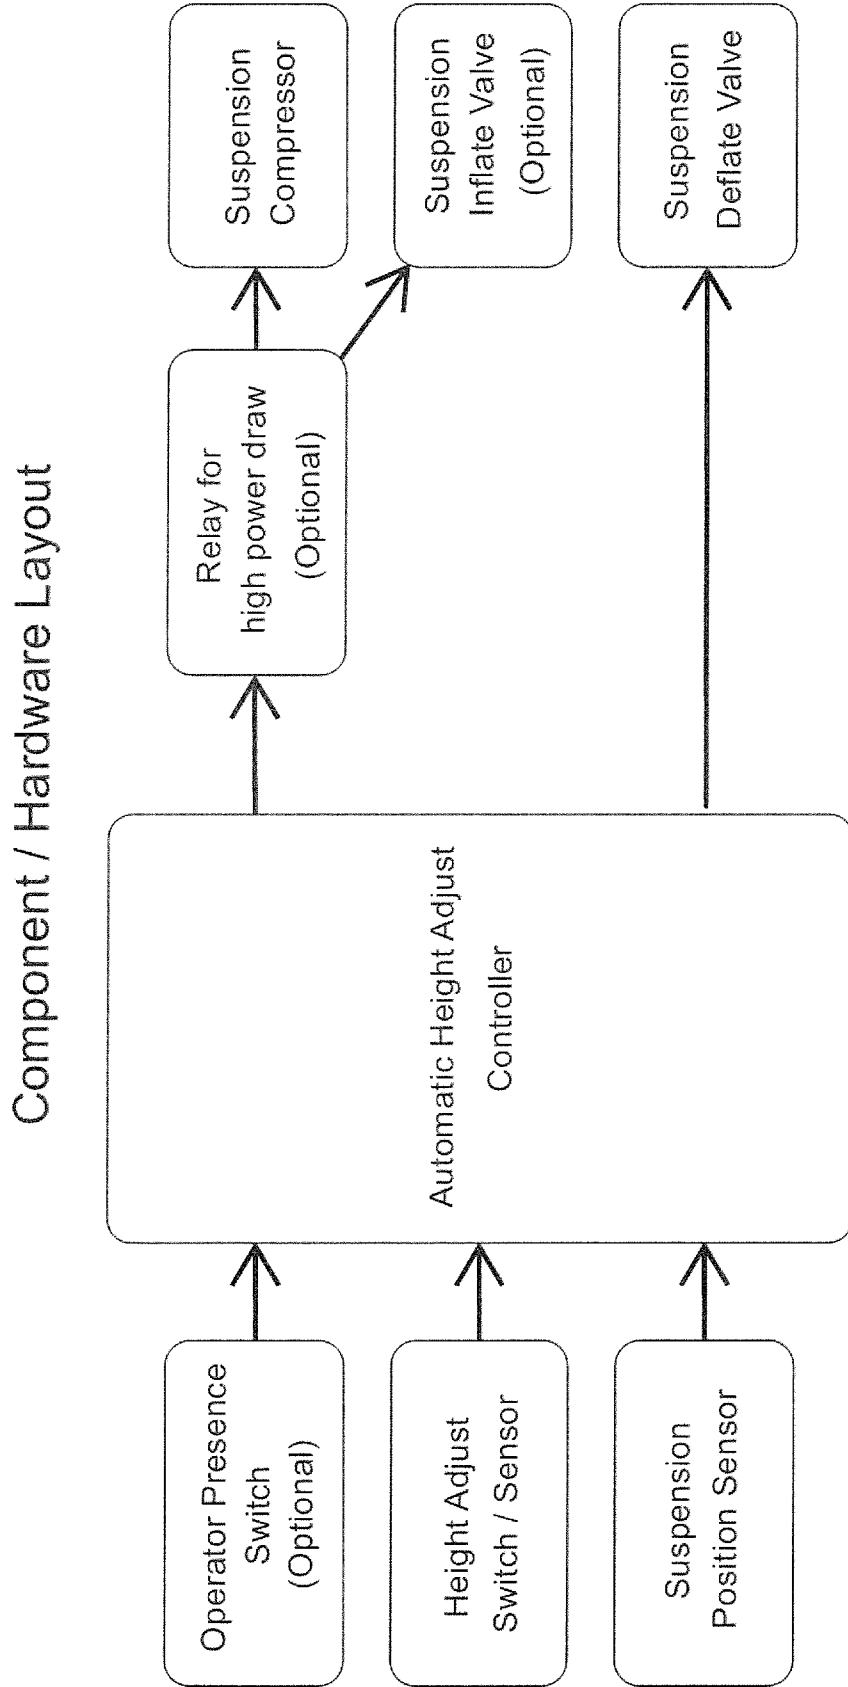 Component / Hardware Layout
Operator Presence
Switch
(Optional)
Height Adjust
Switch / Sensor
Suspension
Position Sensor
Automatic Height Adjust
Controller
Relay for
high power draw
(Optional)
Suspension
Compressor
Suspension
Inflate Valve
(Optional)
Suspension
Deflate Valve